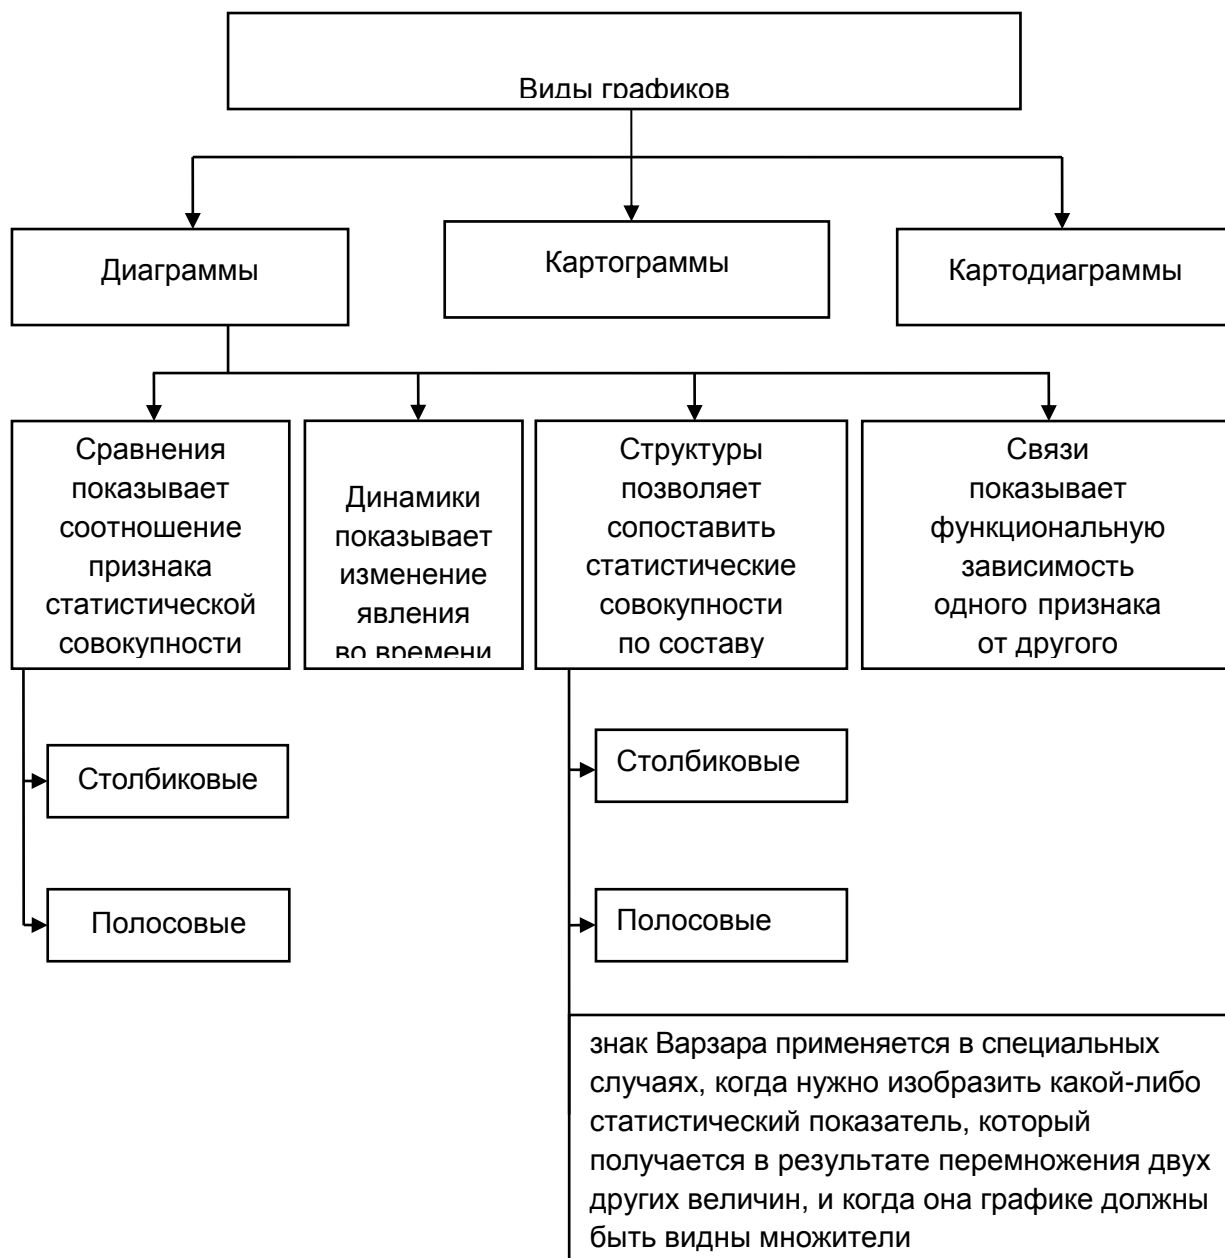 Виды графиков
Диаграммы
Картограммы
Картодиаграммы
Сравнения
показывает
соотношение
признака
статистической
совокупности
Динамики
показывает
изменение
явления
во времени
Структуры
позволяет
сопоставить
статистические
совокупности
по составу
Связи
показывает
функциональную
зависимость
одного признака
от другого
Столбиковые
Полосовые
Столбиковые
Полосовые
знак Варзара применяется в специальных
случаях, когда нужно изобразить какой-либо
статистический показатель, который
получается в результате перемножения двух
других величин, и когда она графике должны
быть видны множители